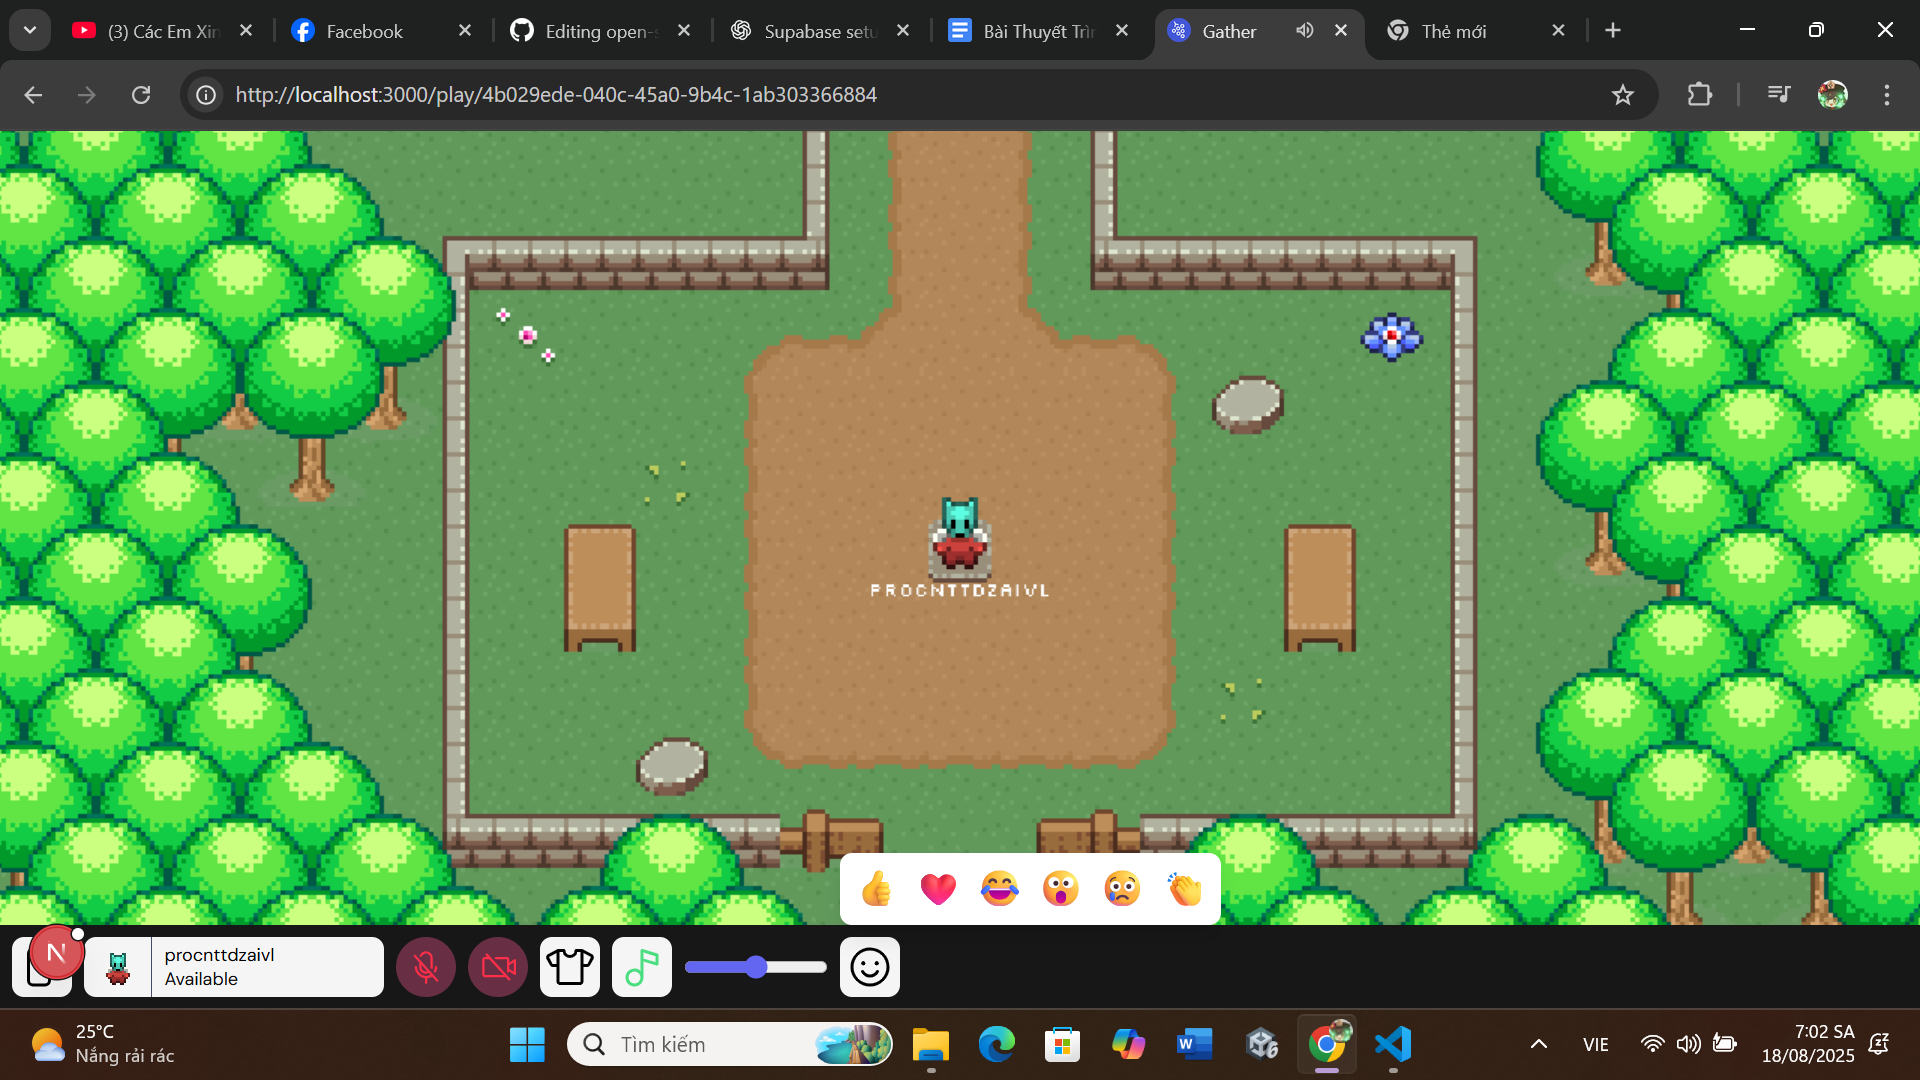 (3) Các Em Xin
Facebook
Editing open-s
Supabase setu
Bài Thuyết Trìn
Gather
Thẻ mới
http://localhost:3000/play/4b029ede-040c-45a0-9b4c-1ab303366884
PROCNTTDZAIVL
N
procnttdzaivl
Available
25°C
Nắng rải rác
Tìm kiếm
W
6
VIE
7:02 SA
18/08/2025